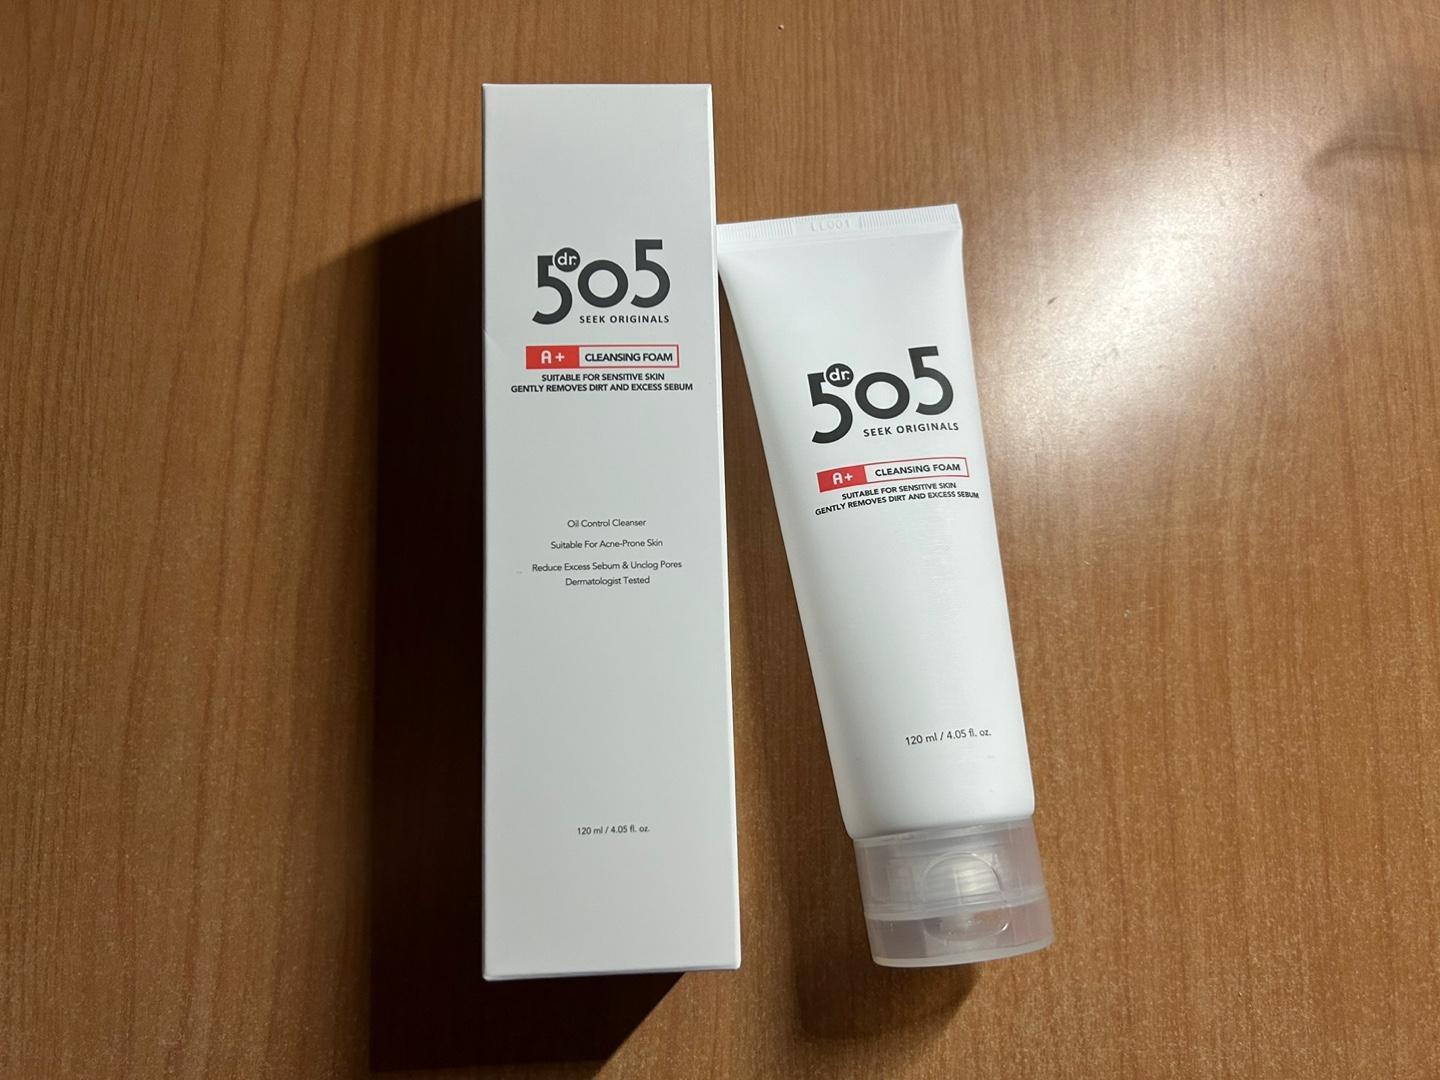 dr.
505
SEEK ORIGINALS
A+ CLEANSING FOAM
SUITABLE FOR SENSITIVE SKIN
GENTLY REMOVES DIRT AND EXCESS SEBUM
Oil Control Cleanser
Suitable For Acne-Prone Skin
Reduce Excess Sebum & Unclog Pores
Dermatologist Tested
120 ml / 4.05 fl. oz.
dr.
505
SEEK ORIGINALS
A+ CLEANSING FOAM
SUITABLE FOR SENSITIVE SKIN
GENTLY REMOVES DIRT AND EXCESS SEBUM
120 ml / 4.05 fl. oz.